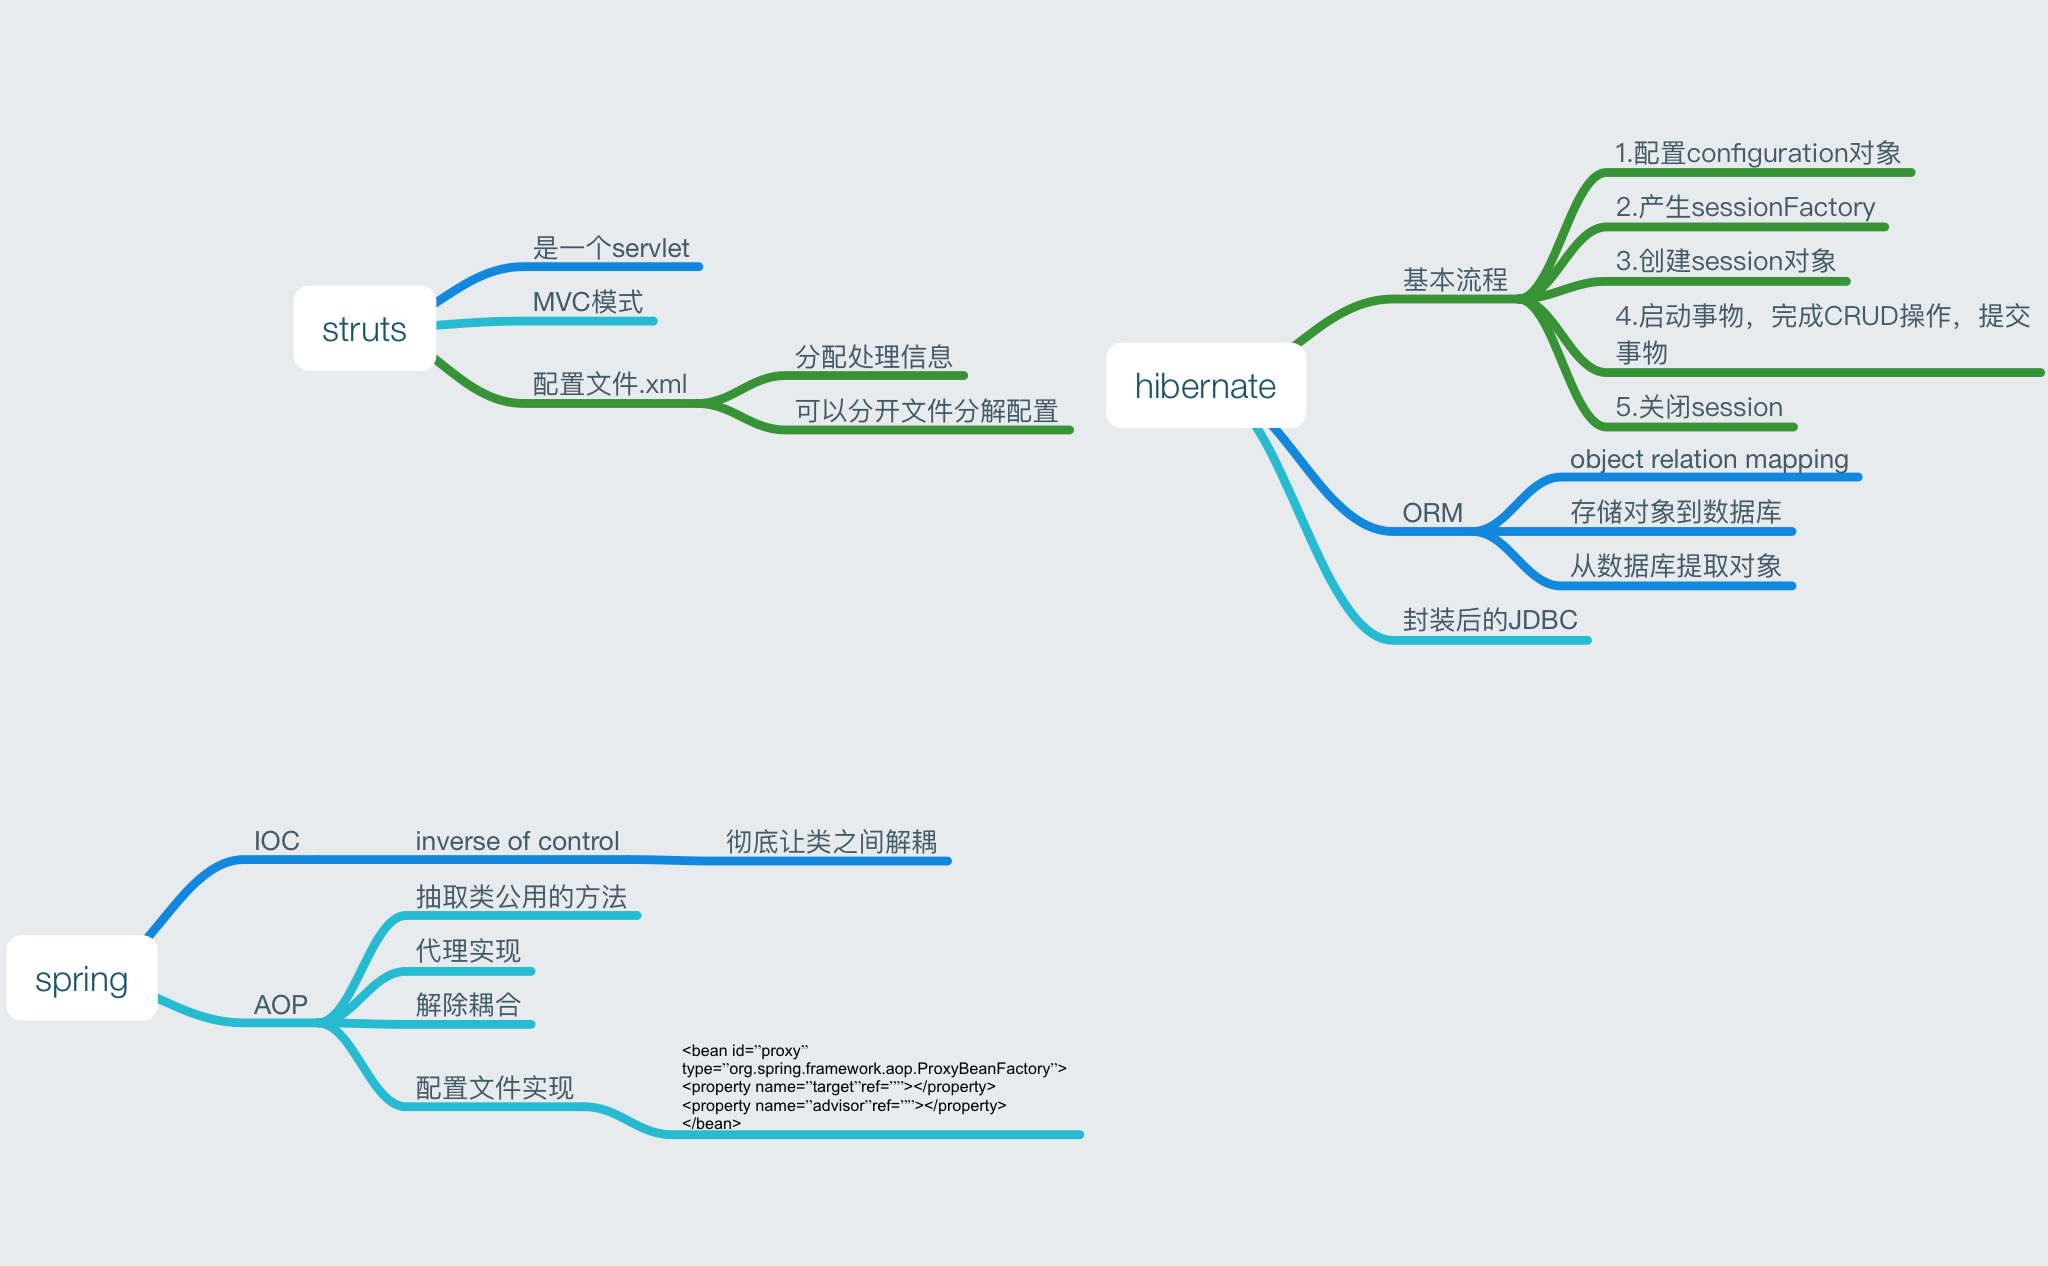 struts
是一个servlet
MVC模式
配置文件.xml
分配处理信息
可以分开文件分解配置
hibernate
基本流程
1.配置configuration对象
2.产生sessionFactory
3.创建session对象
4.启动事物，完成CRUD操作，提交
事物
5.关闭session
ORM
object relation mapping
存储对象到数据库
从数据库提取对象
封装后的JDBC
spring
IOC
inverse of control
彻底让类之间解耦
AOP
抽取类公用的方法
代理实现
解除耦合
配置文件实现
<bean id=”proxy”
type=”org.spring.framework.aop.ProxyBeanFactory”>
<property name=”target”ref=””></property>
<property name=”advisor”ref=””></property>
</bean>